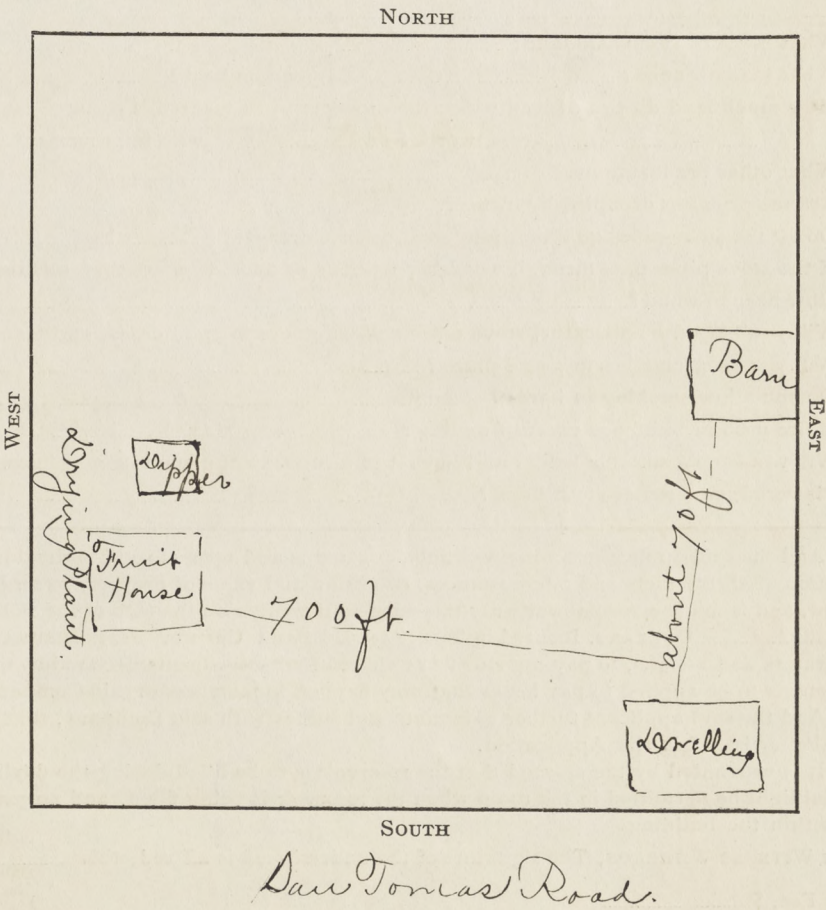 NORTH
WEST
EAST
Barn
Dipper
Drying Plant.
Fruit
House
700 ft.
about 70 ft
Dwelling
SOUTH
San Tomas Road.